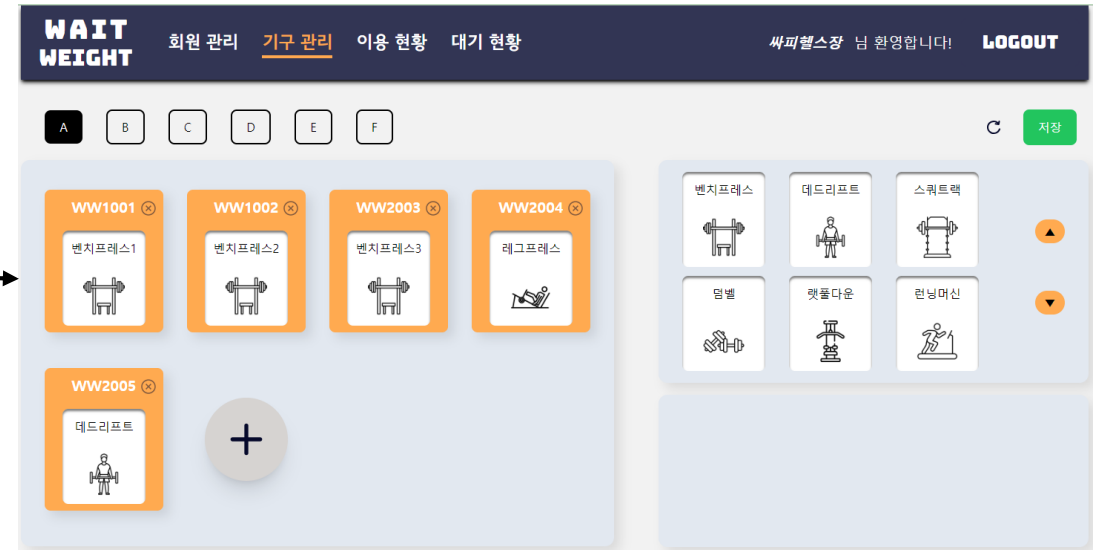 WAIT
WEIGHT
회원 관리 기구 관리 이용 현황 대기 현황
싸피헬스장 님 환영합니다! LOGOUT
A B C D E F
저장
WW1001 WW1002 WW2003 WW2004
벤치프레스1 벤치프레스2 벤치프레스3 레그프레스
WW2005
데드리프트
벤치프레스 데드리프트 스쿼트랙
덤벨 랫풀다운 런닝머신